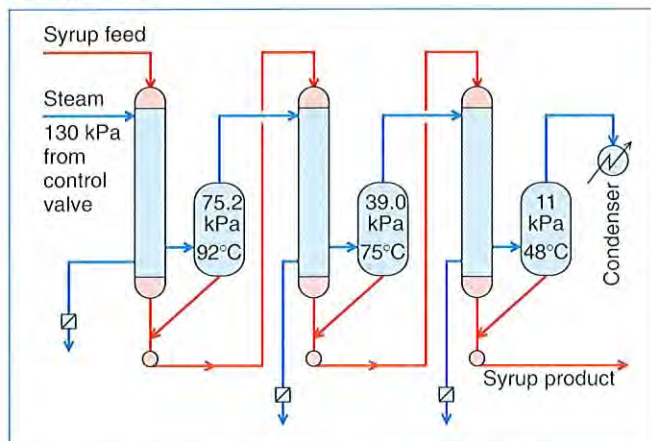 Syrup feed
Steam
130 kPa
from
control
valve
75.2
kPa
92°C
39.0
kPa
75°C
11
kPa
48°C
Condenser
Syrup product